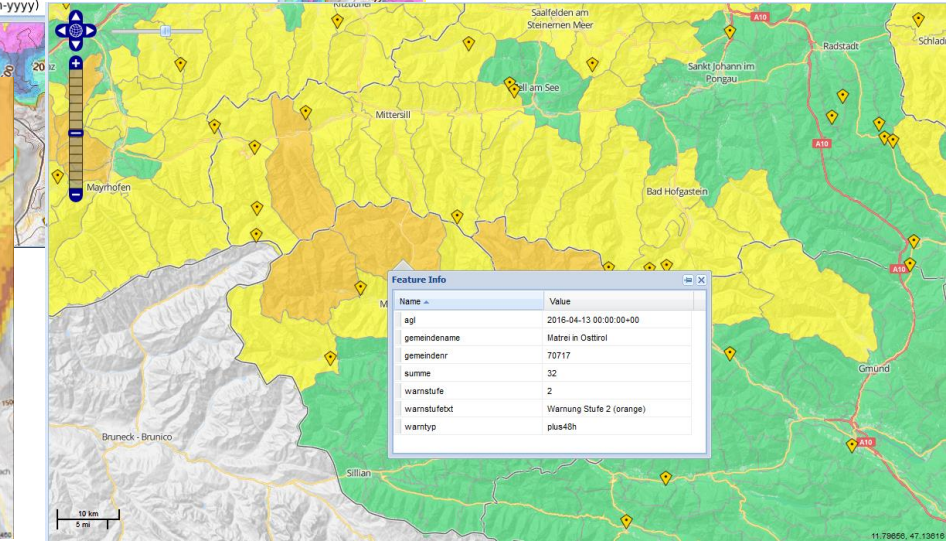 n-yyyy)
Kitzbühel
Saalfelden am
Steinernen Meer
A10
Radstadt
Schladm
20
Sankt Johann im
Pongau
ell am See
Mittersill
A10
Mayrhofen
Bad Hofgastein
A10
Feature Info
M
Name
Value
agl
2016-04-13 00:00:00+00
gemeindename
Matrei in Osttirol
gemeindenr
70717
summe
32
warnstufe
2
warnstufetxt
Warnung Stufe 2 (orange)
warntyp
plus48h
Gmünd
Bruneck - Brunico
A10
Sillian
10 km
5 mi
11.79656, 47.13616